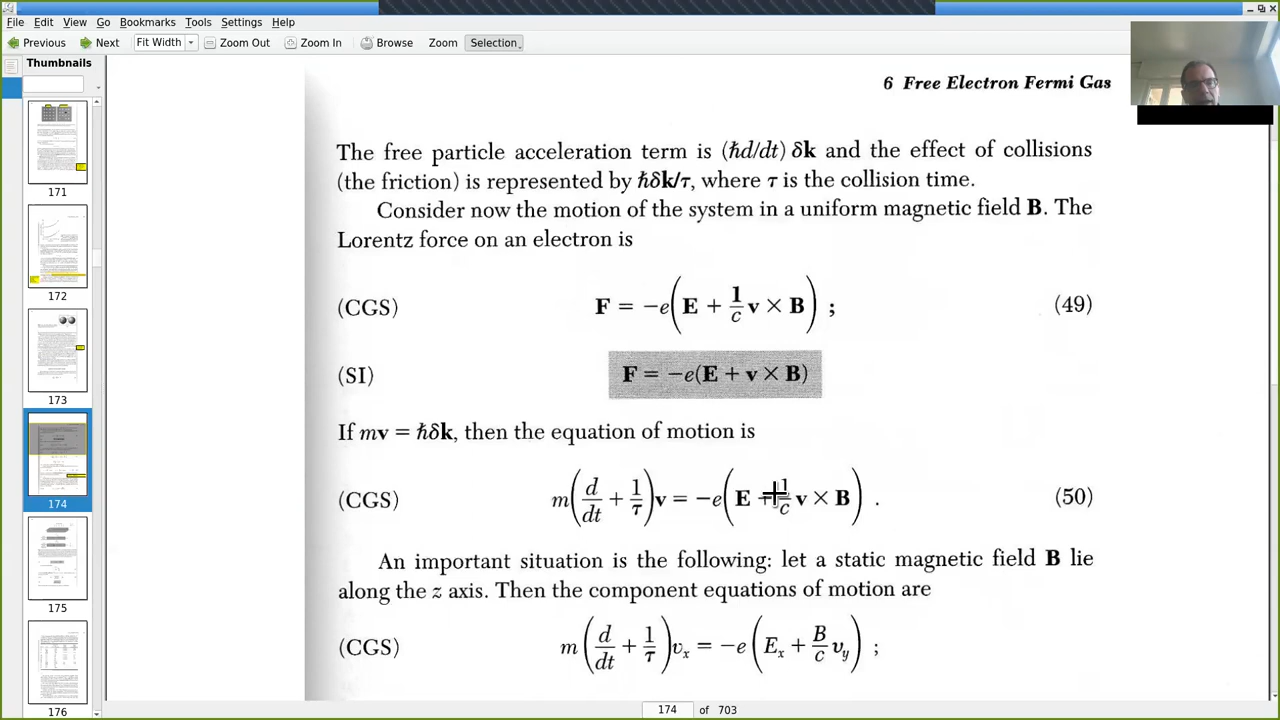 File Edit View Go Bookmarks Tools Settings Help
Previous Next Fit Width Zoom Out Zoom In Browse Zoom Selection
Thumbnails
171
172
173
174
175
176
6 Free Electron Fermi Gas
The free particle acceleration term is (ℏd/dt) δk and the effect of collisions
(the friction) is represented by ℏδk/τ, where τ is the collision time.
Consider now the motion of the system in a uniform magnetic field B. The
Lorentz force on an electron is
(CGS) F = −e(E + 1/c v × B) ; (49)
(SI) F = −e(E + v × B)
If mv = ℏδk, then the equation of motion is
(CGS) m(d/dt + 1/τ)v = −e(E + 1/c v × B) . (50)
An important situation is the following: let a static magnetic field B lie
along the z axis. Then the component equations of motion are
(CGS) m(d/dt + 1/τ)vₓ = −e(Eₓ + B/c v_y) ;
174 of 703